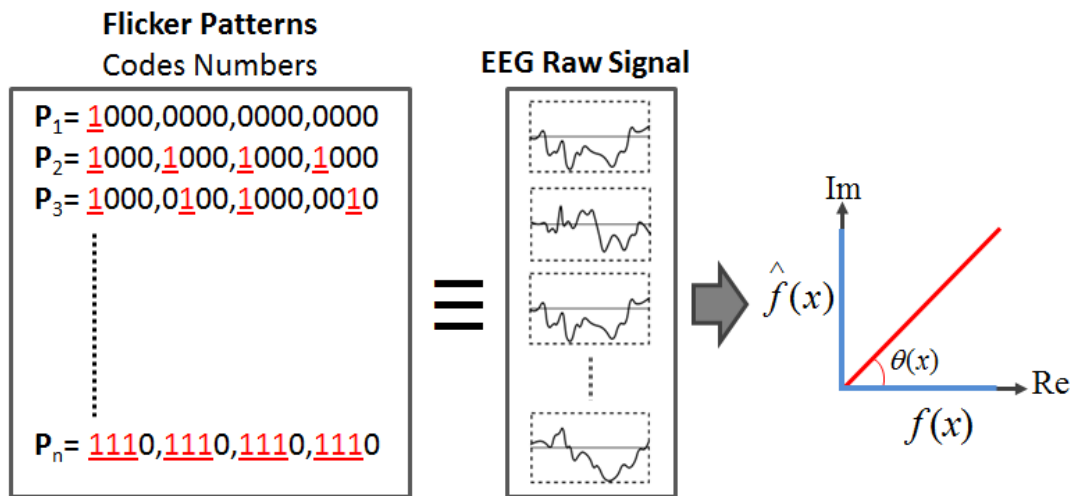 Flicker Patterns
Codes Numbers
P₁= 1000,0000,0000,0000
P₂= 1000,1000,1000,1000
P₃= 1000,0100,1000,0010
Pₙ= 1110,1110,1110,1110
EEG Raw Signal
≡
Im
f̂(x)
θ(x)
Re
f(x)